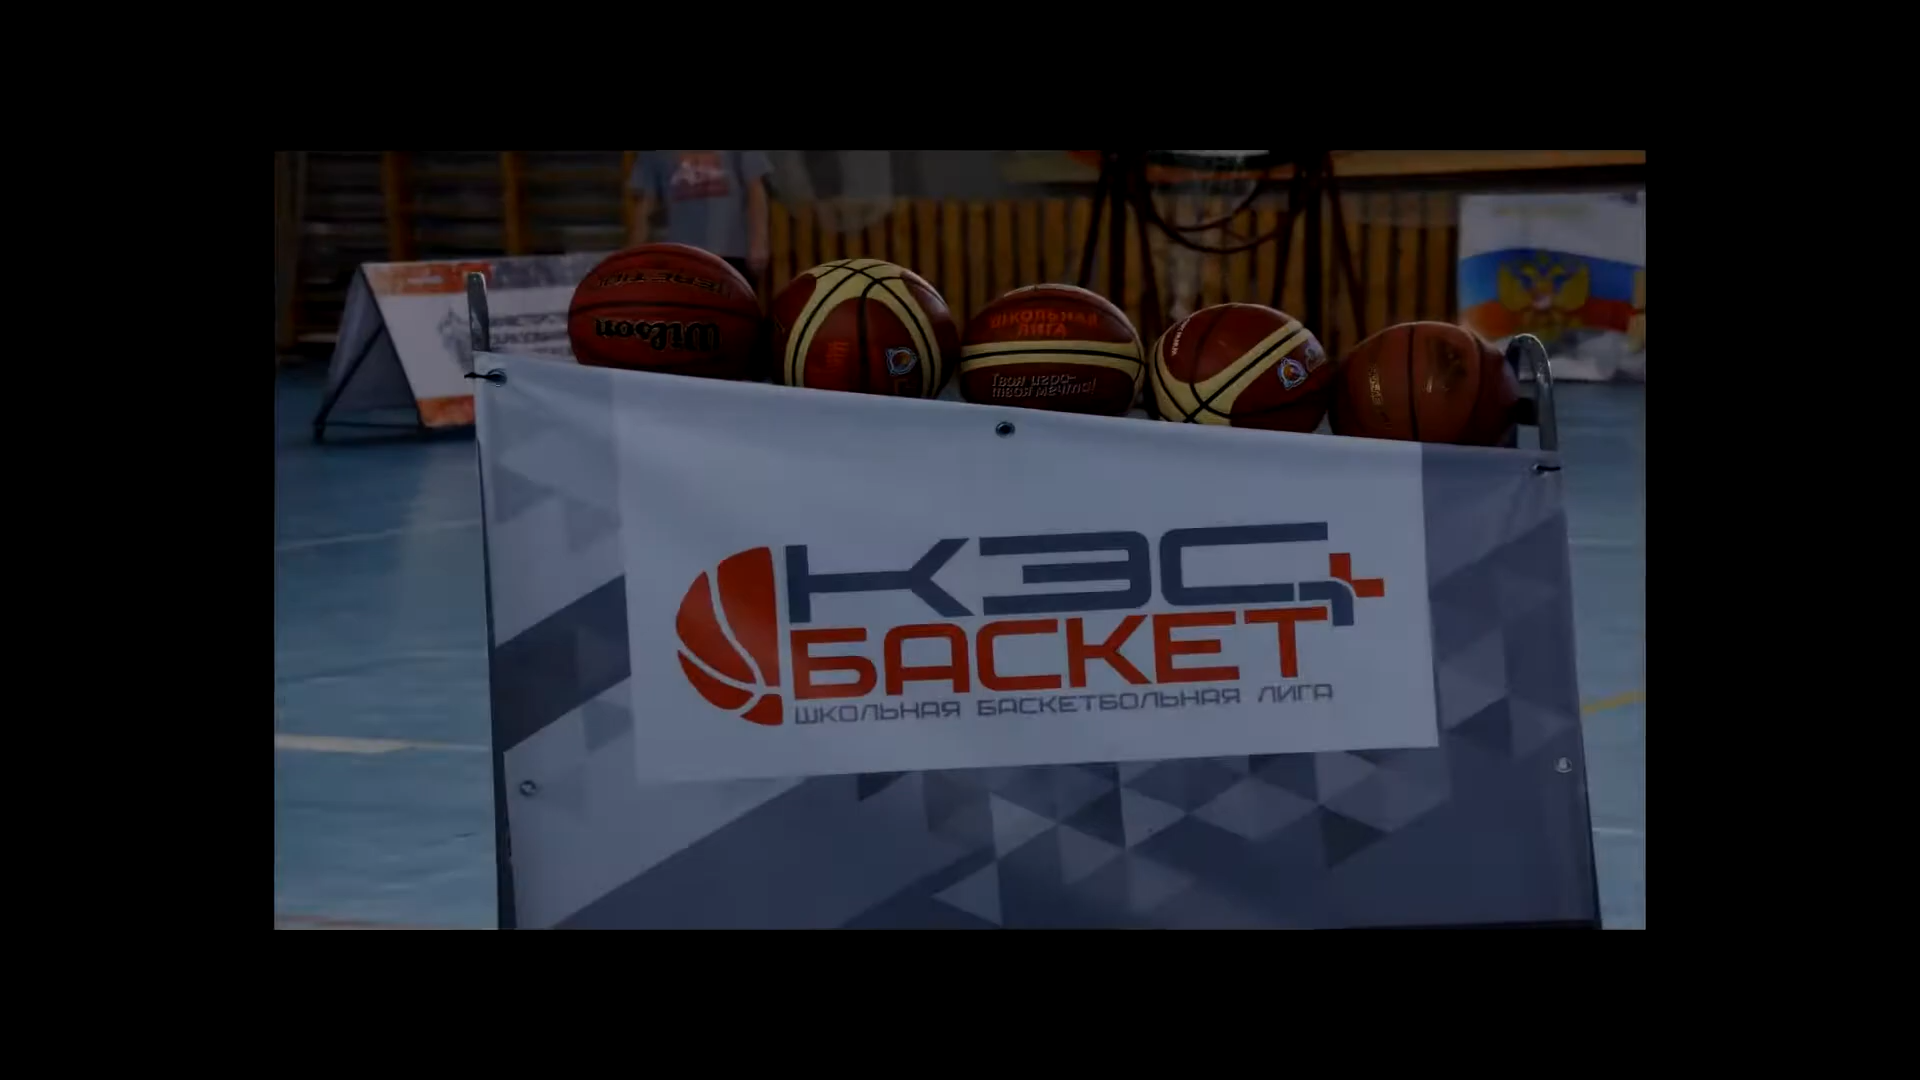 Wilson
ШКОЛЬНАЯ
ЛИГА
Твоя игра–
твоя мечта!
КЭС
БАСКЕТ
ШКОЛЬНАЯ БАСКЕТБОЛЬНАЯ ЛИГА